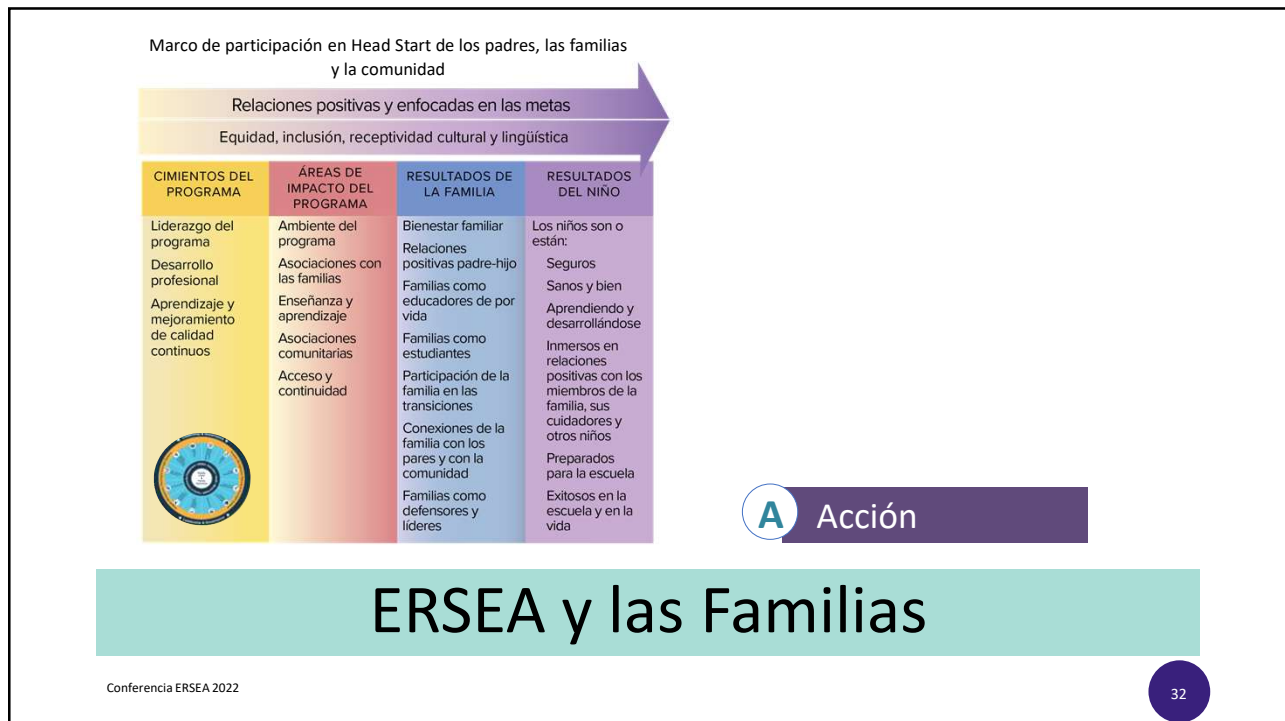 Marco de participación en Head Start de los padres, las familias
y la comunidad
Relaciones positivas y enfocadas en las metas
Equidad, inclusión, receptividad cultural y lingüística
CIMIENTOS DEL
PROGRAMA
Liderazgo del
programa
Desarrollo
profesional
Aprendizaje y
mejoramiento
de calidad
continuos
ÁREAS DE
IMPACTO DEL
PROGRAMA
Ambiente del
programa
Asociaciones con
las familias
Enseñanza y
aprendizaje
Asociaciones
comunitarias
Acceso y
continuidad
RESULTADOS DE
LA FAMILIA
Bienestar familiar
Relaciones
positivas padre-hijo
Familias como
educadores de por
vida
Familias como
estudiantes
Participación de la
familia en las
transiciones
Conexiones de la
familia con los
pares y con la
comunidad
Familias como
defensores y
líderes
RESULTADOS
DEL NIÑO
Los niños son o
están:
Seguros
Sanos y bien
Aprendiendo y
desarrollándose
Inmersos en
relaciones
positivas con los
miembros de la
familia, sus
cuidadores y
otros niños
Preparados
para la escuela
Exitosos en la
escuela y en la
vida
A Acción
ERSEA y las Familias
Conferencia ERSEA 2022
32